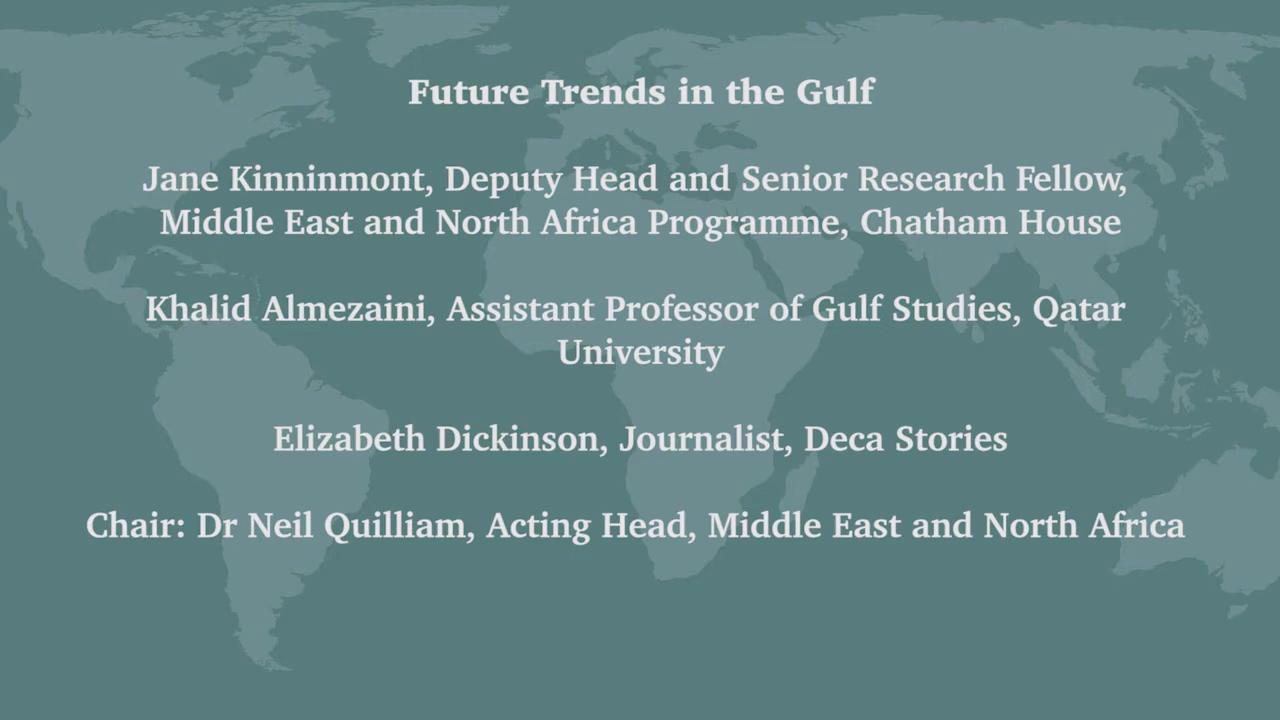 Future Trends in the Gulf
Jane Kinninmont, Deputy Head and Senior Research Fellow,
Middle East and North Africa Programme, Chatham House
Khalid Almezaini, Assistant Professor of Gulf Studies, Qatar
University
Elizabeth Dickinson, Journalist, Deca Stories
Chair: Dr Neil Quilliam, Acting Head, Middle East and North Africa